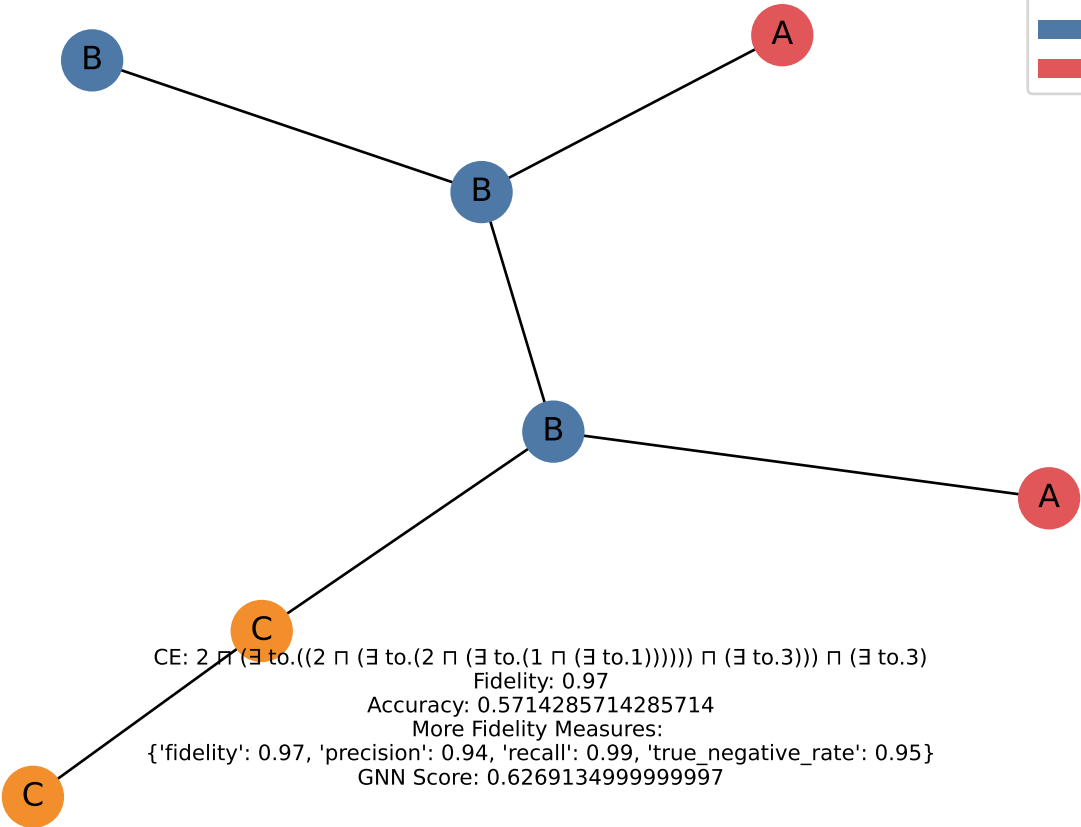 A
B
B
B
A
C
CE: 2 ⊓ (∃ to.((2 ⊓ (∃ to.(2 ⊓ (∃ to.(1 ⊓ (∃ to.1)))))) ⊓ (∃ to.3))) ⊓ (∃ to.3)
Fidelity: 0.97
Accuracy: 0.5714285714285714
More Fidelity Measures:
{'fidelity': 0.97, 'precision': 0.94, 'recall': 0.99, 'true_negative_rate': 0.95}
GNN Score: 0.6269134999999997
C